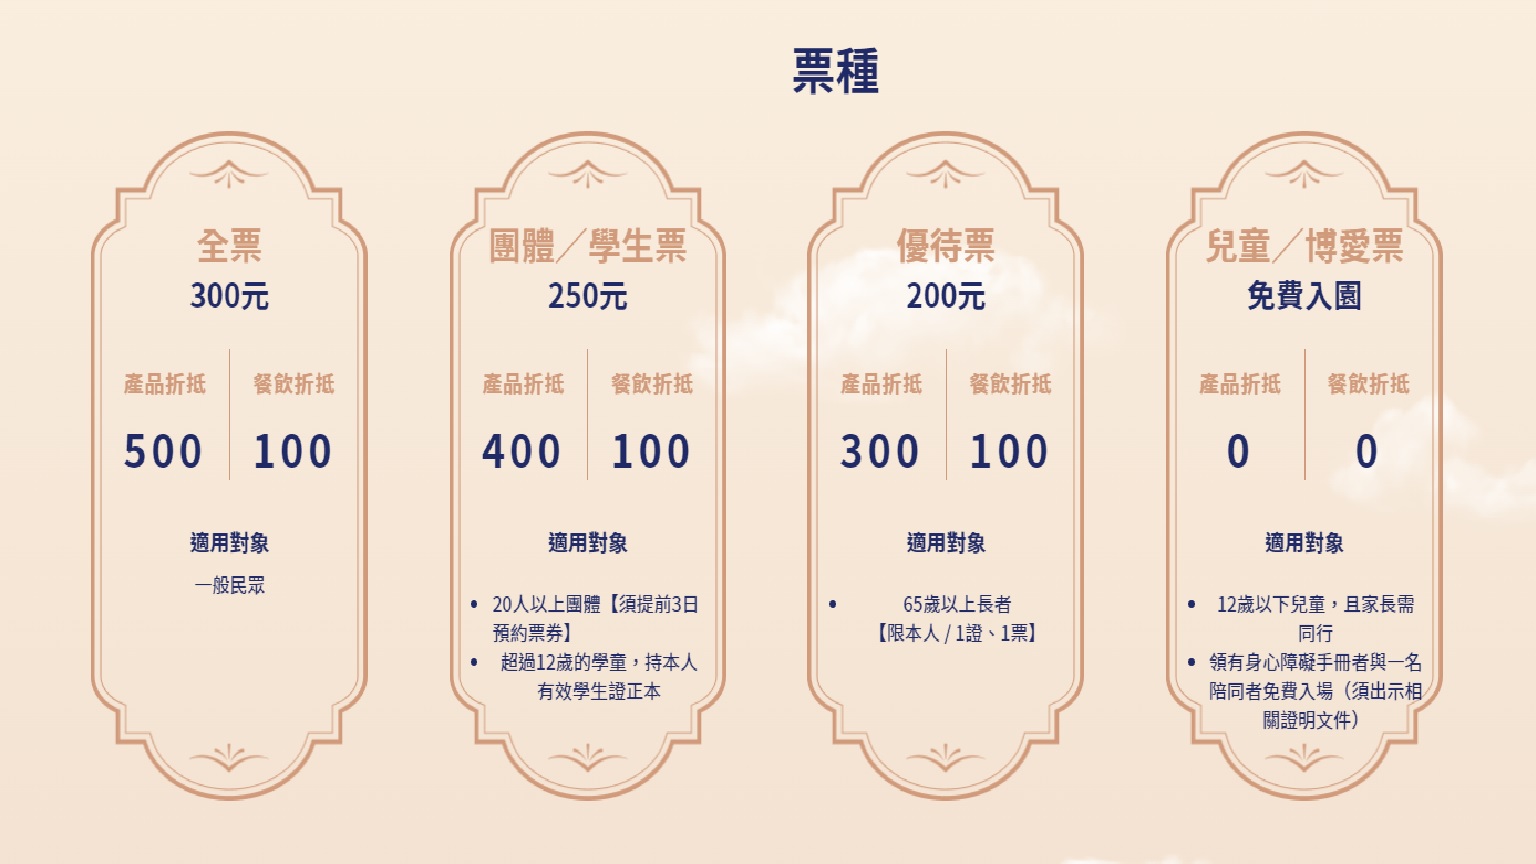 票種
全票
300元
產品折抵
餐飲折抵
500
100
適用對象
一般民眾
團體／學生票
250元
產品折抵
餐飲折抵
400
100
適用對象
• 20人以上團體【須提前3日
預約票券】
• 超過12歲的學童，持本人
有效學生證正本
優待票
200元
產品折抵
餐飲折抵
300
100
適用對象
• 65歲以上長者
【限本人 / 1證、1票】
兒童／博愛票
免費入園
產品折抵
餐飲折抵
0
0
適用對象
• 12歲以下兒童，且家長需
同行
• 領有身心障礙手冊者與一名
陪同者免費入場（須出示相
關證明文件）